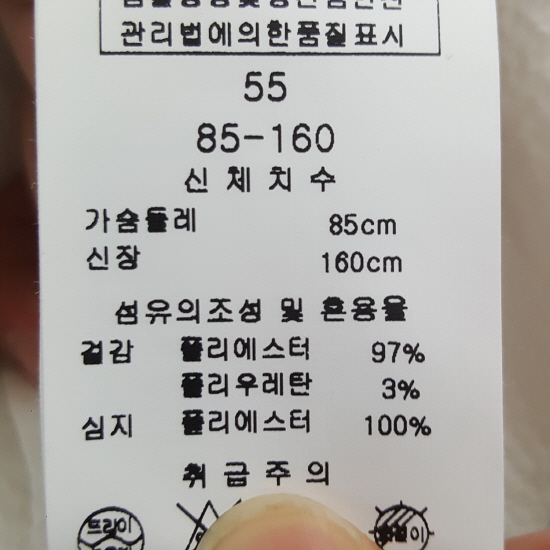 관리법에의한품질표시
55
85-160
신체치수
가슴둘레 85cm
신장 160cm
섬유의조성 및 혼용율
겉감 폴리에스터 97%
폴리우레탄 3%
심지 폴리에스터 100%
취급주의
드라이